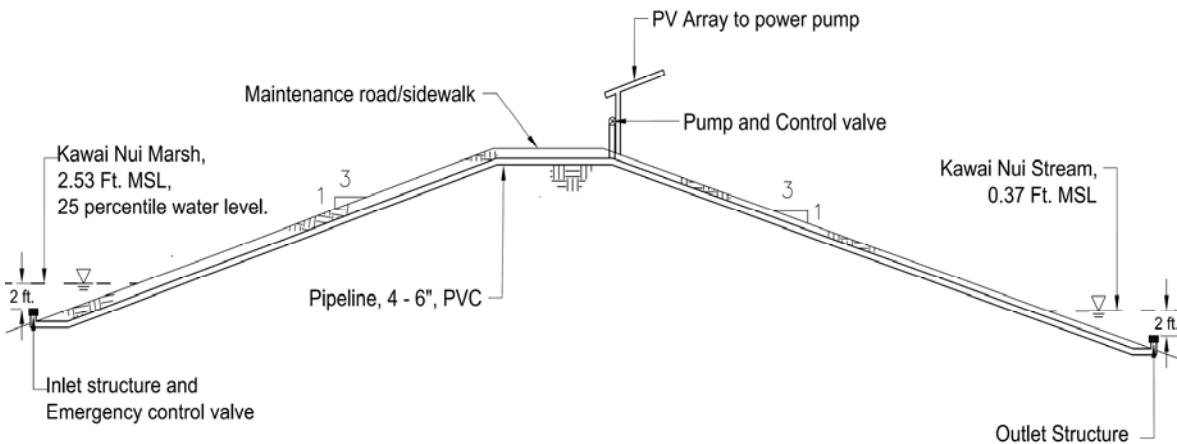 PV Array to power pump
Maintenance road/sidewalk
Pump and Control valve
Kawai Nui Marsh,
2.53 Ft. MSL,
25 percentile water level.
Kawai Nui Stream,
0.37 Ft. MSL
3
1
3
1
2 ft.
Pipeline, 4 - 6", PVC
2 ft.
Inlet structure and
Emergency control valve
Outlet Structure